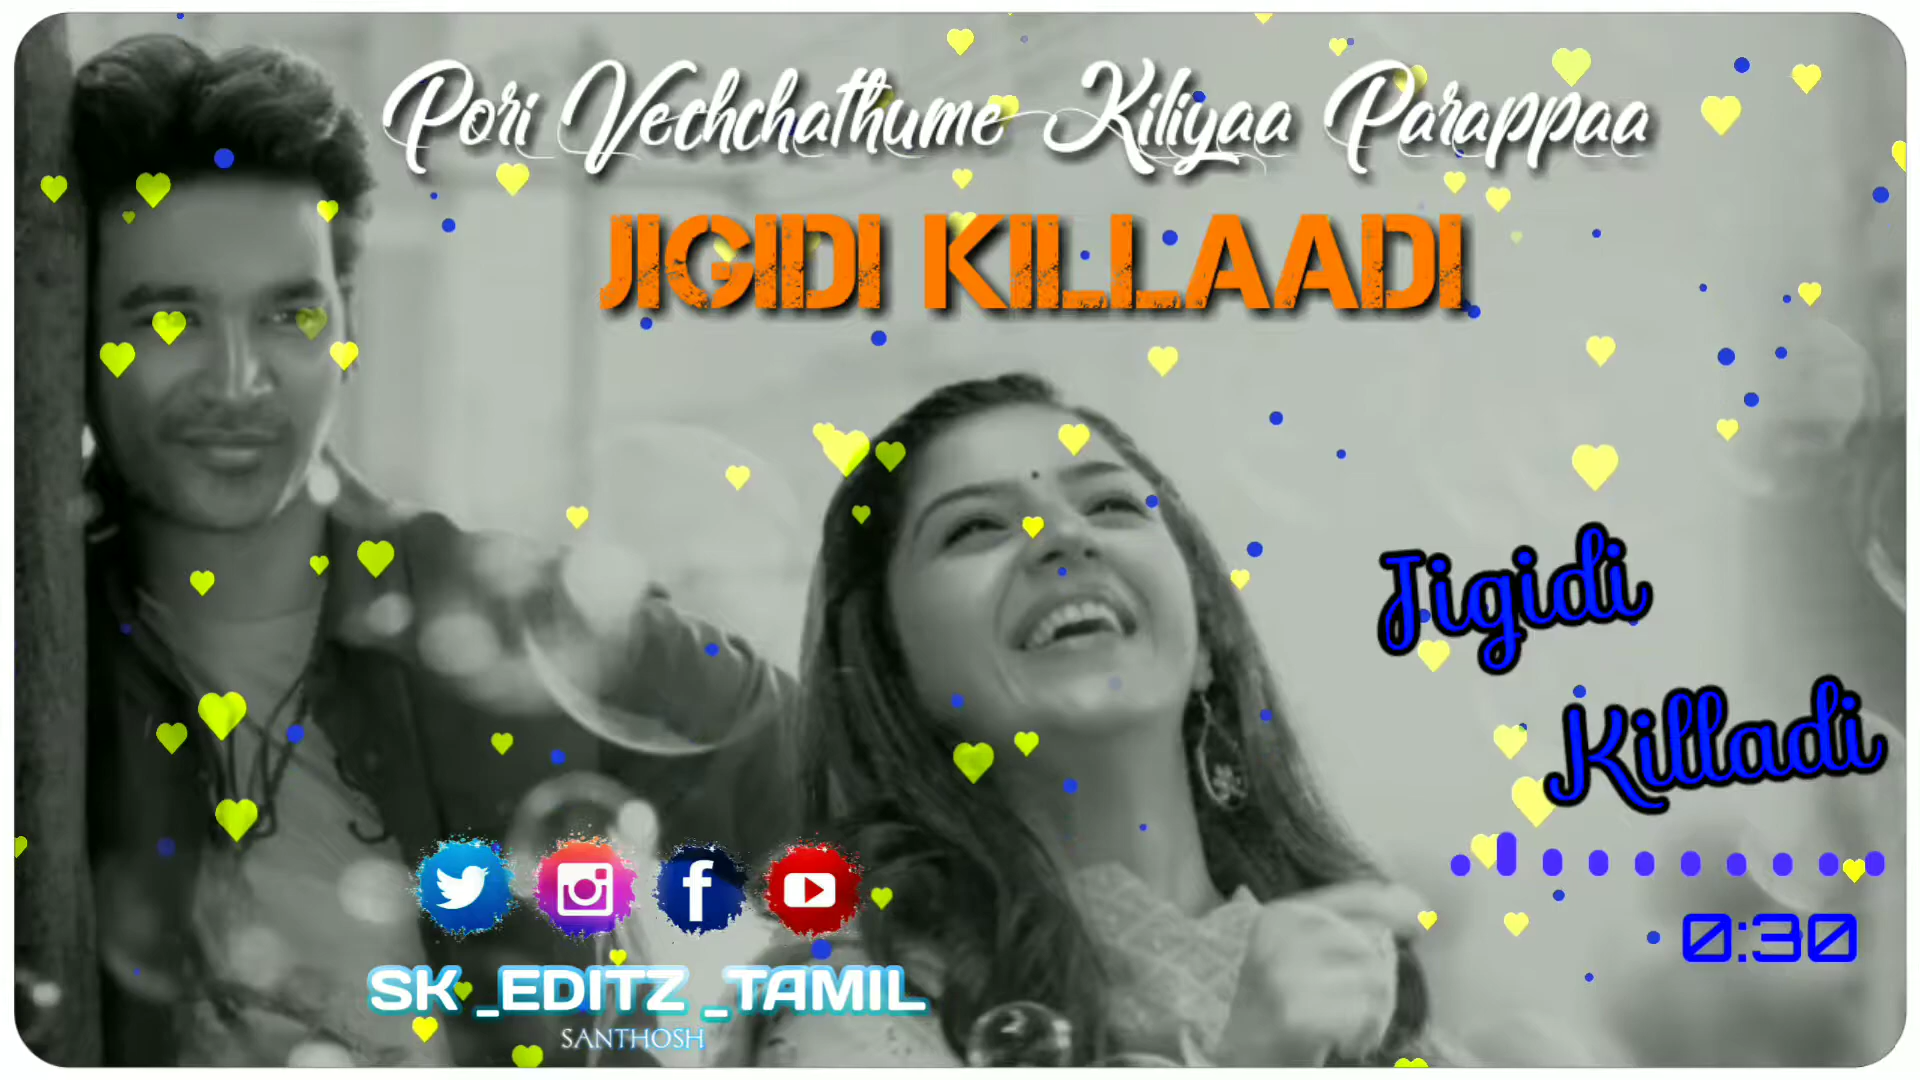 Pori Vechchathume Kiliyaa Parappaa
JIGIDI KILLAADI
Jigidi
Killadi
0:30
SK_EDITZ_TAMIL
SANTHOSH